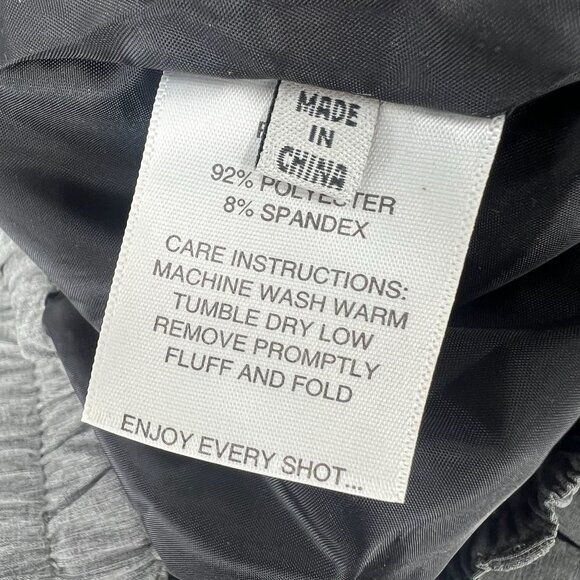 MADE
IN
CHINA
92% POLYESTER
8% SPANDEX
CARE INSTRUCTIONS:
MACHINE WASH WARM
TUMBLE DRY LOW
REMOVE PROMPTLY
FLUFF AND FOLD
ENJOY EVERY SHOT...